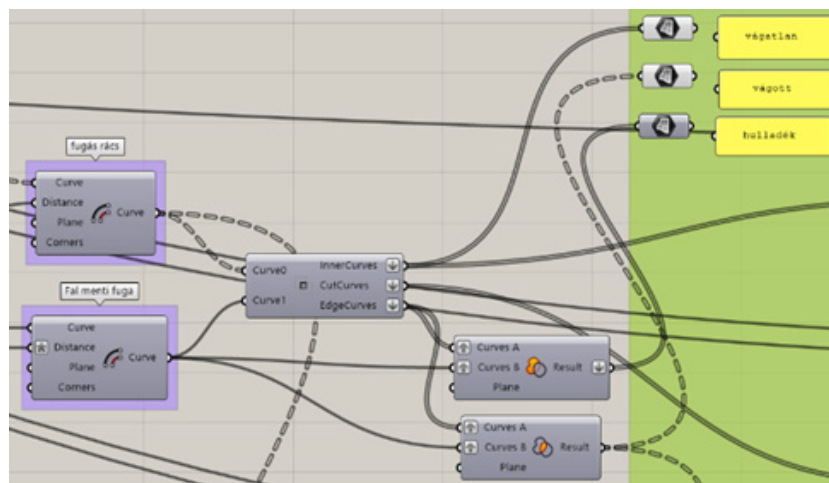 vágatlan
vágott
hulladék
fugás rács
Curve
Distance
Plane
Corners
Curve
Curve0
Curve1
InnerCurves
CutCurves
EdgeCurves
Fal menti fuga
Curve
Distance
Plane
Corners
Curve
Curves A
Curves B
Plane
Result
Curves A
Curves B
Plane
Result